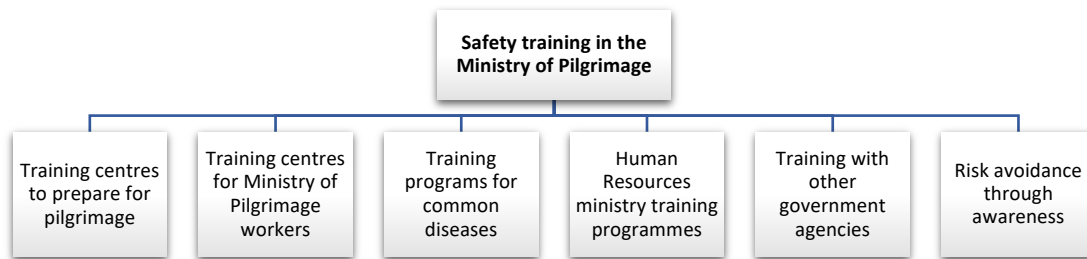 Safety training in the
Ministry of Pilgrimage
Training centres
to prepare for
pilgrimage
Training centres
for Ministry of
Pilgrimage
workers
Training
programs for
common
diseases
Human
Resources
ministry training
programmes
Training with
other
government
agencies
Risk avoidance
through
awareness